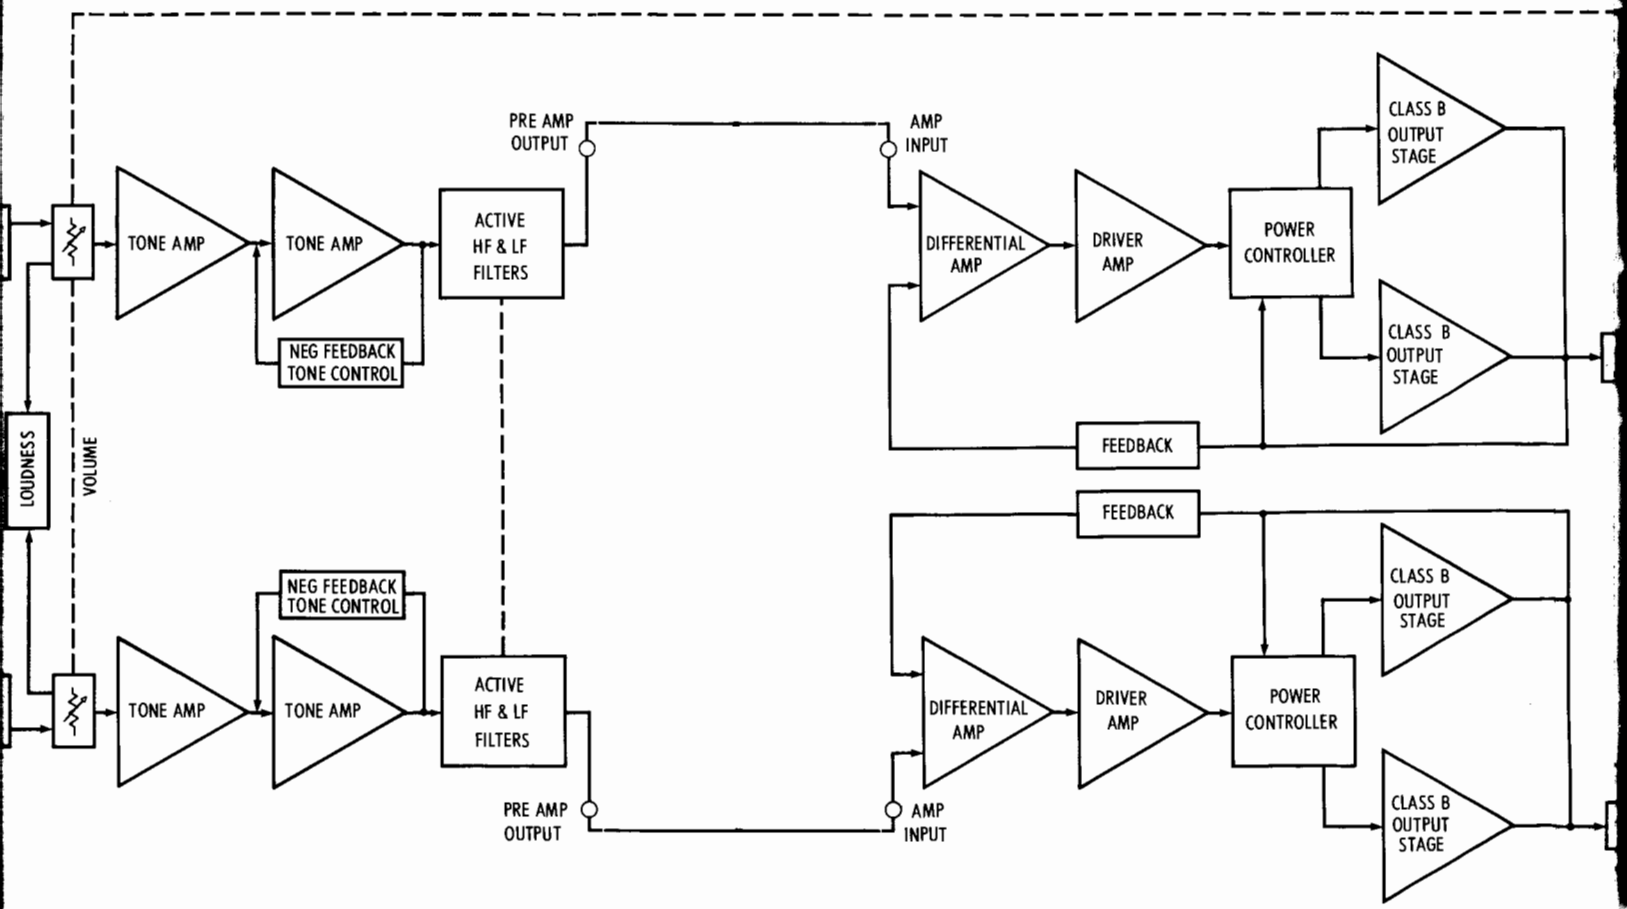 PRE AMP
OUTPUT
AMP
INPUT
CLASS B
OUTPUT
STAGE
TONE AMP
TONE AMP
ACTIVE
HF & LF
FILTERS
DIFFERENTIAL
AMP
DRIVER
AMP
POWER
CONTROLLER
CLASS B
OUTPUT
STAGE
NEG FEEDBACK
TONE CONTROL
LOUDNESS
VOLUME
FEEDBACK
FEEDBACK
NEG FEEDBACK
TONE CONTROL
CLASS B
OUTPUT
STAGE
TONE AMP
TONE AMP
ACTIVE
HF & LF
FILTERS
DIFFERENTIAL
AMP
DRIVER
AMP
POWER
CONTROLLER
PRE AMP
OUTPUT
AMP
INPUT
CLASS B
OUTPUT
STAGE